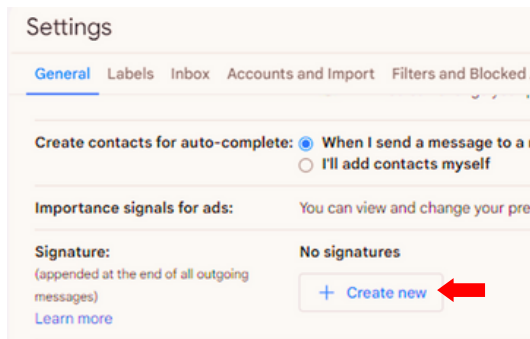 Settings
General Labels Inbox Accounts and Import Filters and Blocked
Create contacts for auto-complete: When I send a message to a
I'll add contacts myself
Importance signals for ads: You can view and change your pre
Signature: No signatures
(appended at the end of all outgoing
messages)
+ Create new
Learn more